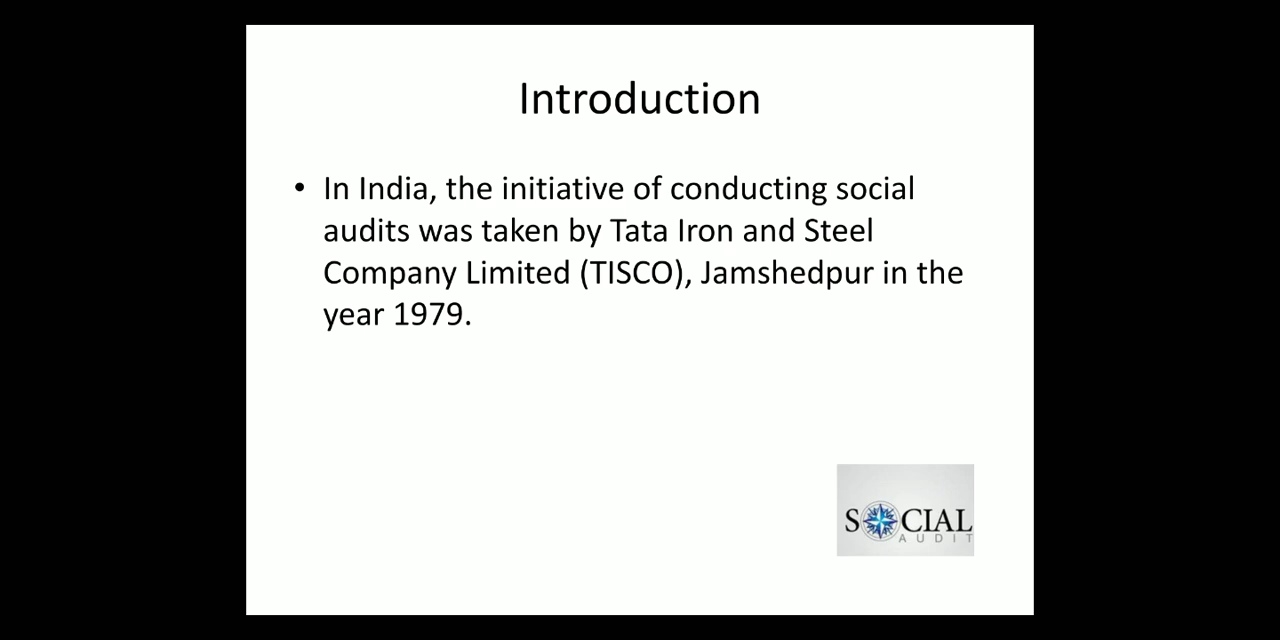 Introduction
• In India, the initiative of conducting social
audits was taken by Tata Iron and Steel
Company Limited (TISCO), Jamshedpur in the
year 1979.
SOCIAL
AUDIT